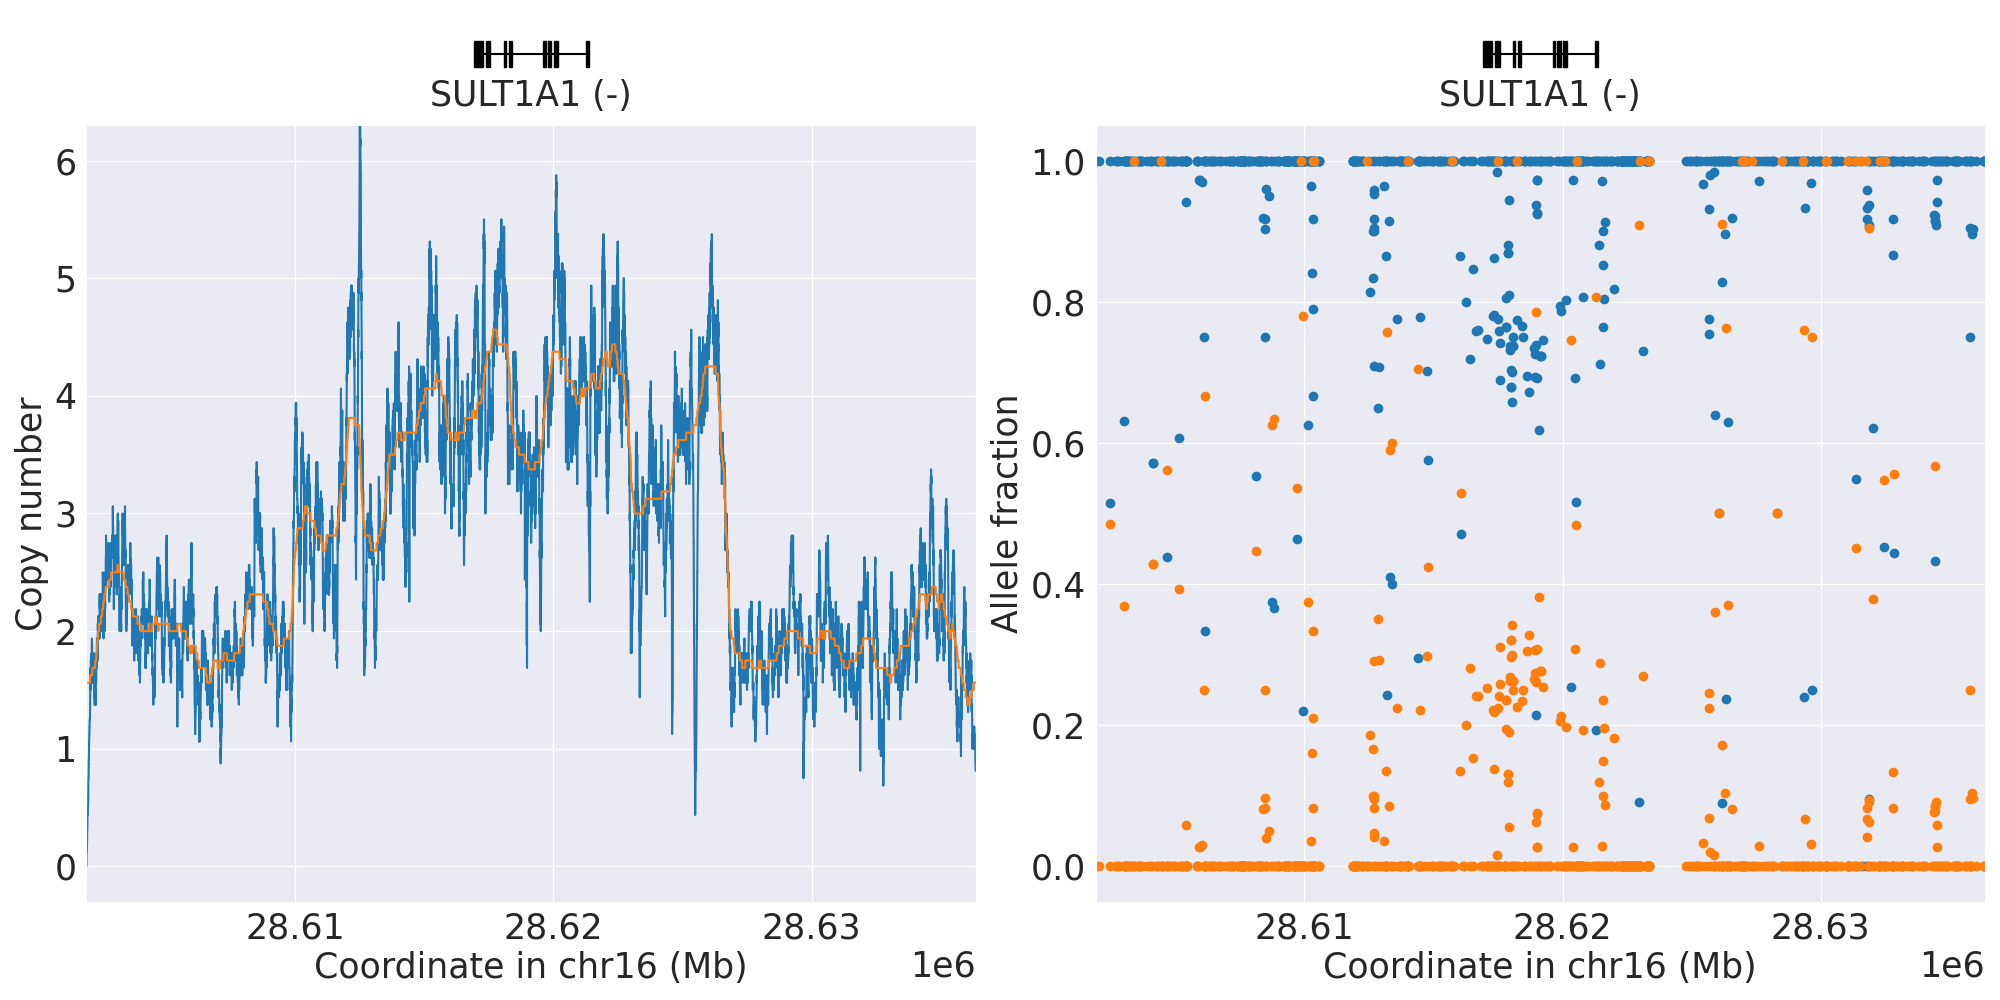 SULT1A1 (-)
Copy number
6
5
4
3
2
1
0
28.61
28.62
28.63
Coordinate in chr16 (Mb)
1e6
SULT1A1 (-)
Allele fraction
1.0
0.8
0.6
0.4
0.2
0.0
28.61
28.62
28.63
Coordinate in chr16 (Mb)
1e6